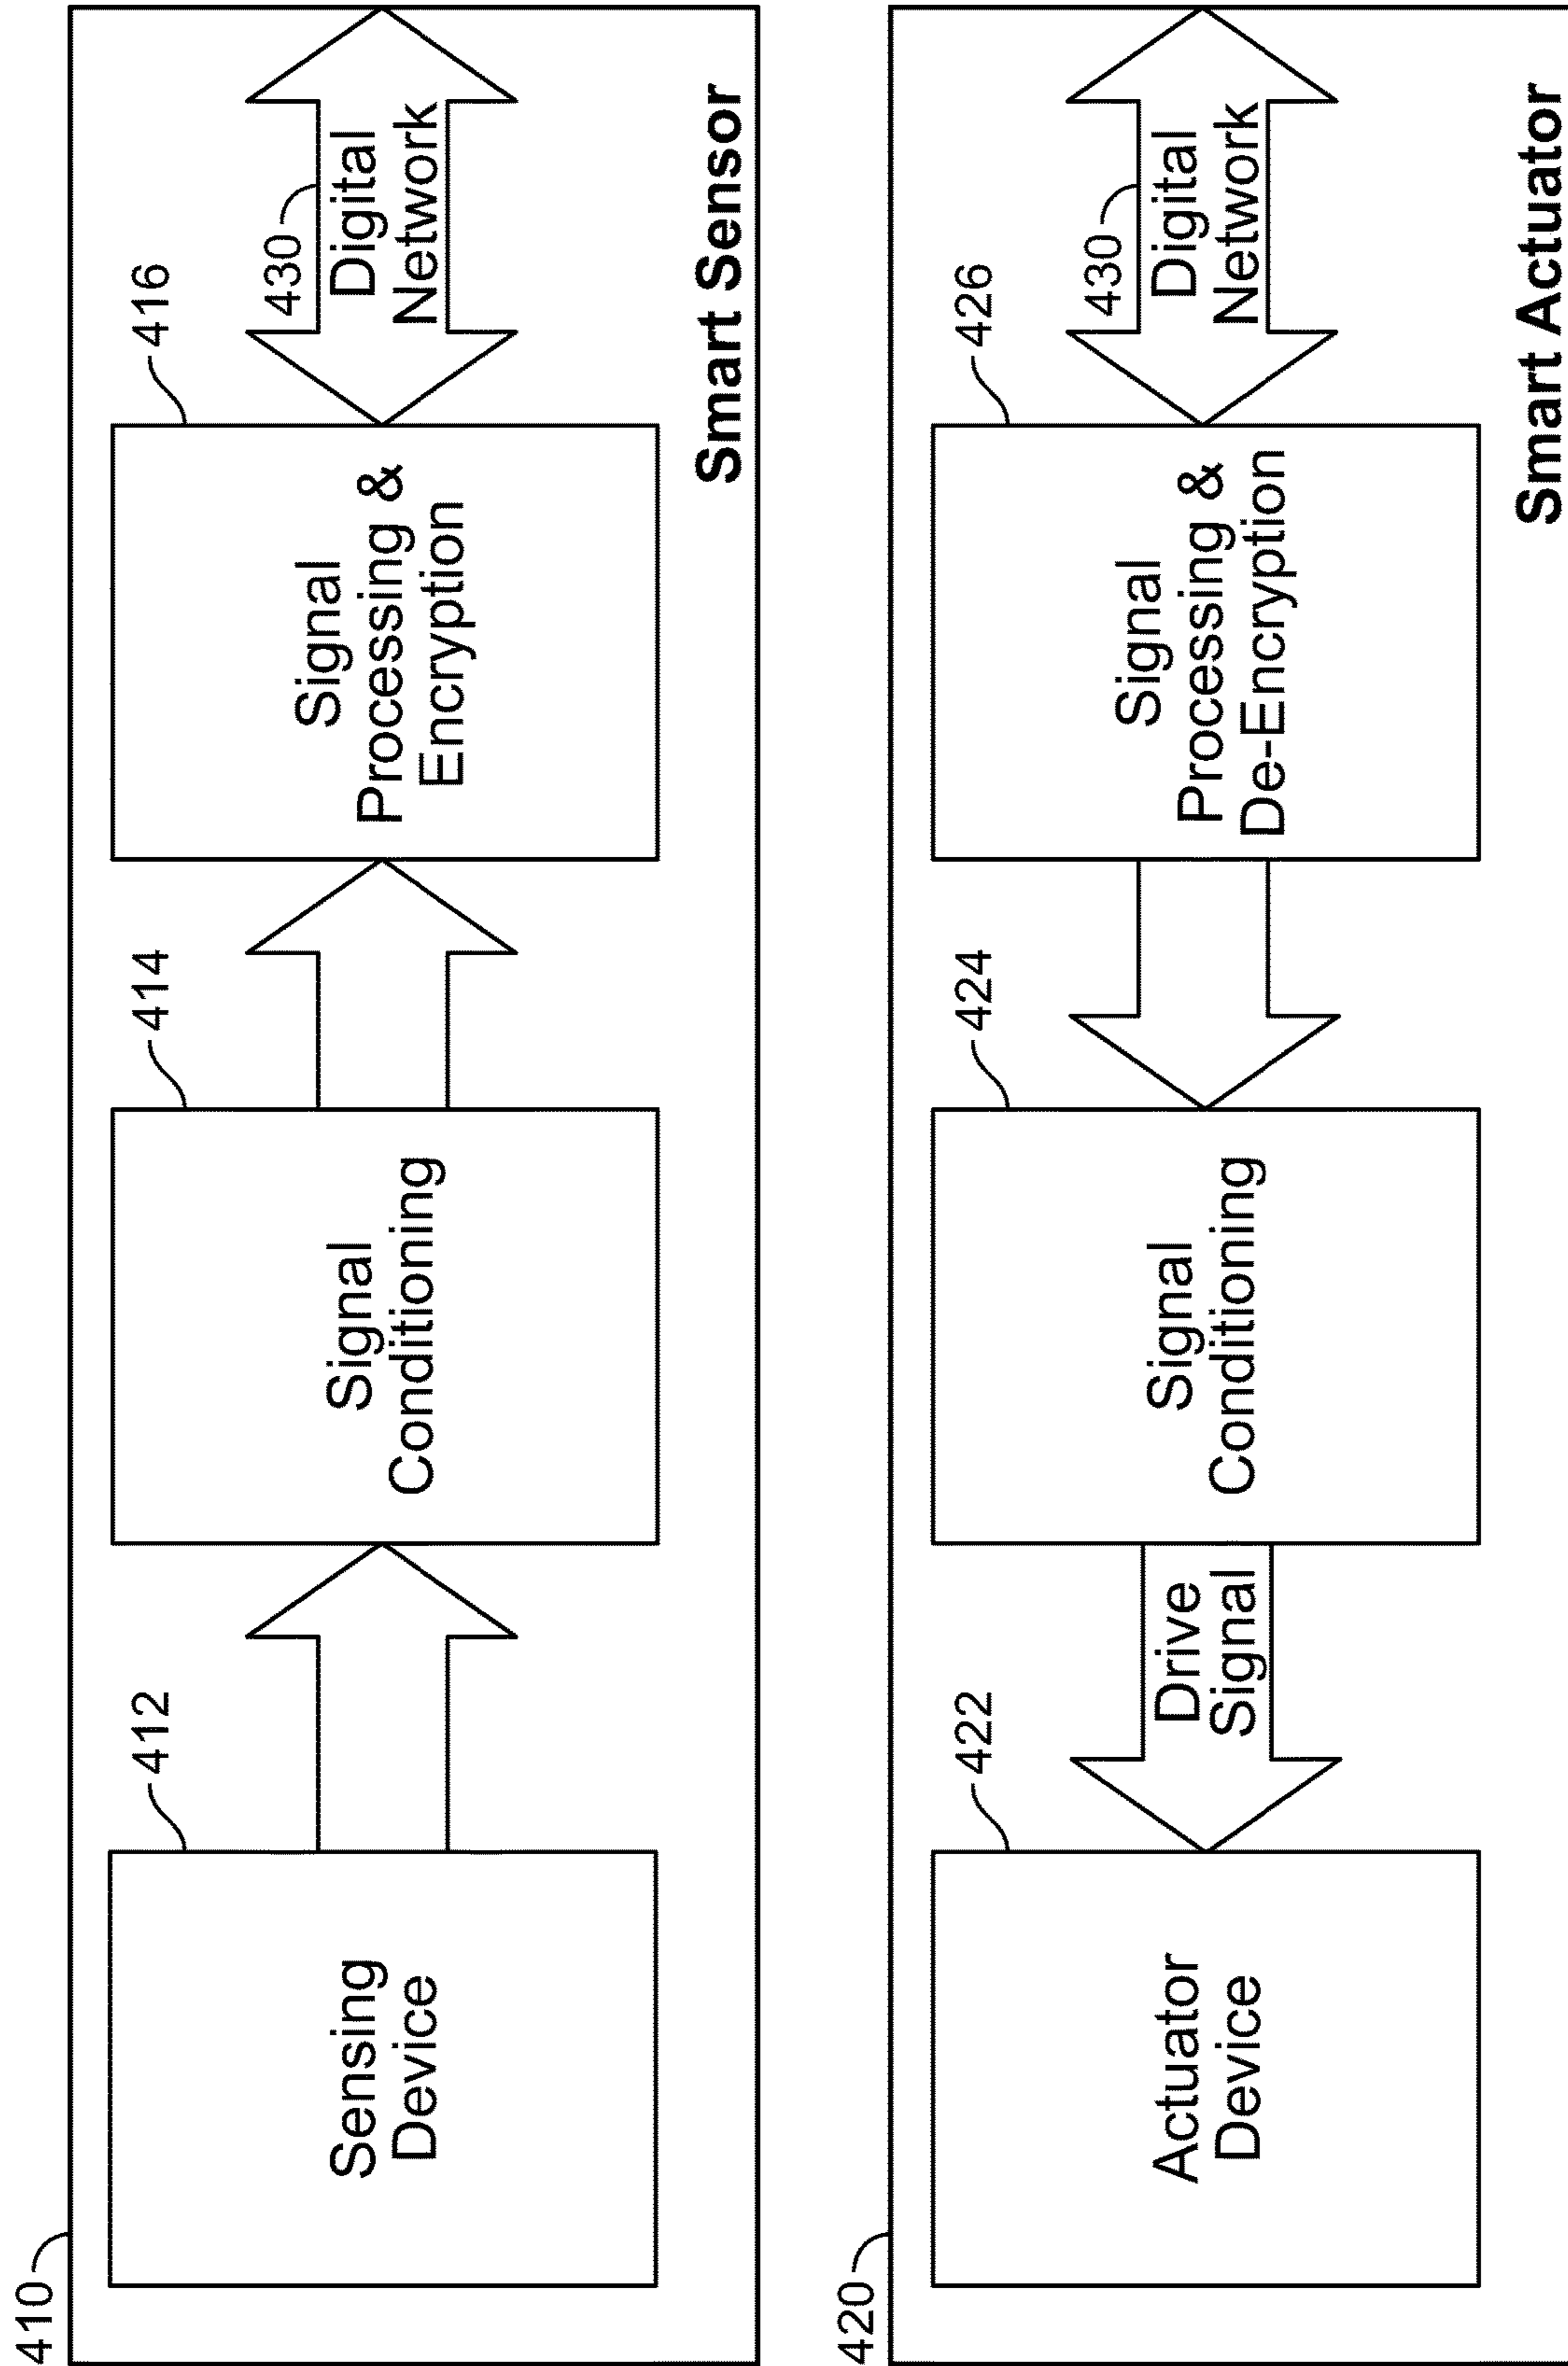 410
412
414
416
Sensing
Device
Signal
Conditioning
Signal
Processing &
Encryption
430
Digital
Network
Smart Sensor
420
422
424
426
Actuator
Device
Drive
Signal
Signal
Conditioning
Signal
Processing &
De-Encryption
430
Digital
Network
Smart Actuator